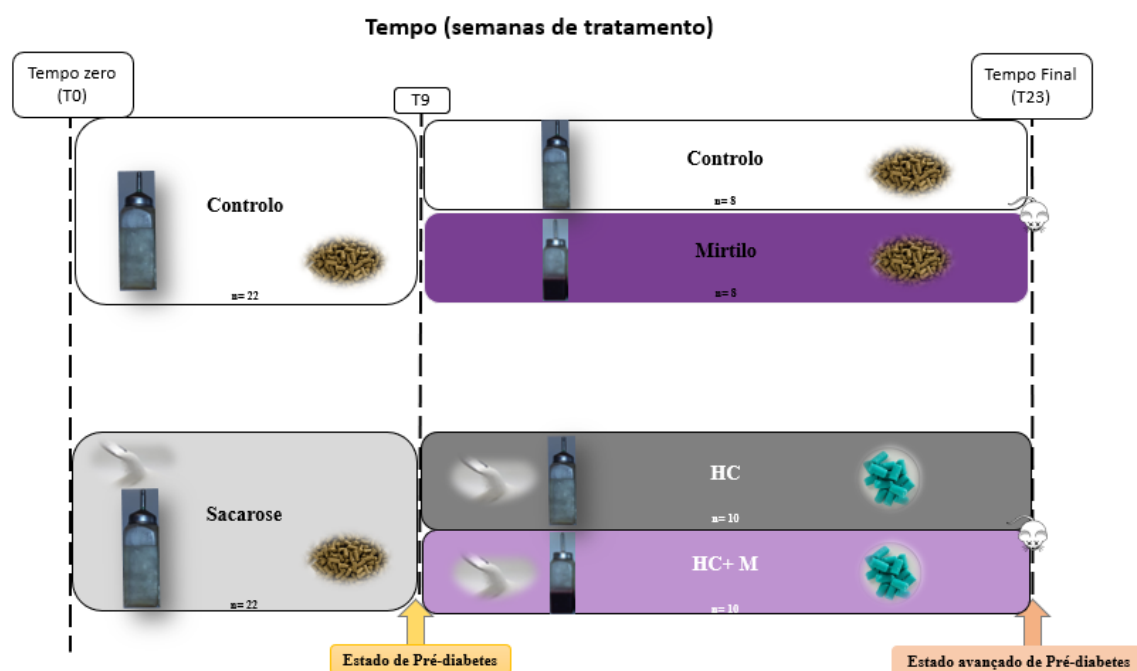 Tempo (semanas de tratamento)
Tempo zero
(T0)
T9
Tempo Final
(T23)
Controlo
n= 22
Controlo
n= 8
Mirtilo
n= 8
Sacarose
n= 22
HC
n= 10
HC+ M
n= 10
Estado de Pré-diabetes
Estado avançado de Pré-diabetes